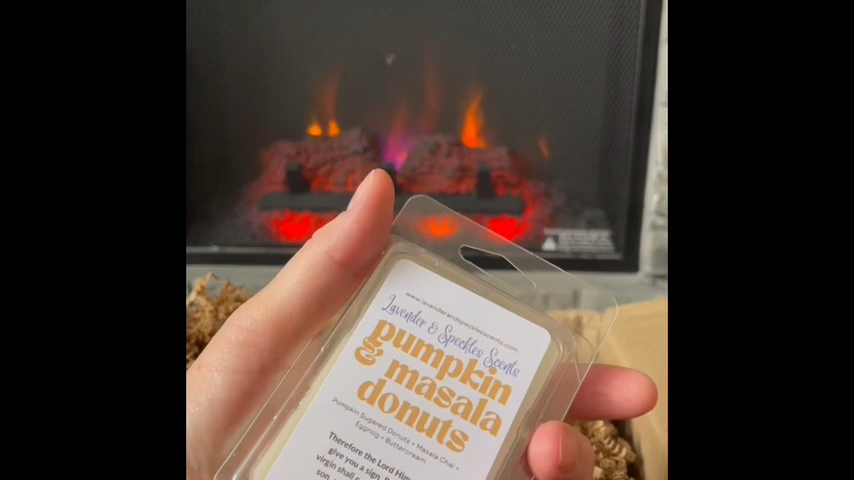 www.lavenderandspecklesscents.com
Lavender & Speckles Scents
pumpkin
& masala
donuts
Pumpkin Sugared Donuts • Masala Chai •
Eggnog • Buttercream
Therefore the Lord Him
give you a sign.
virgin shall
son,